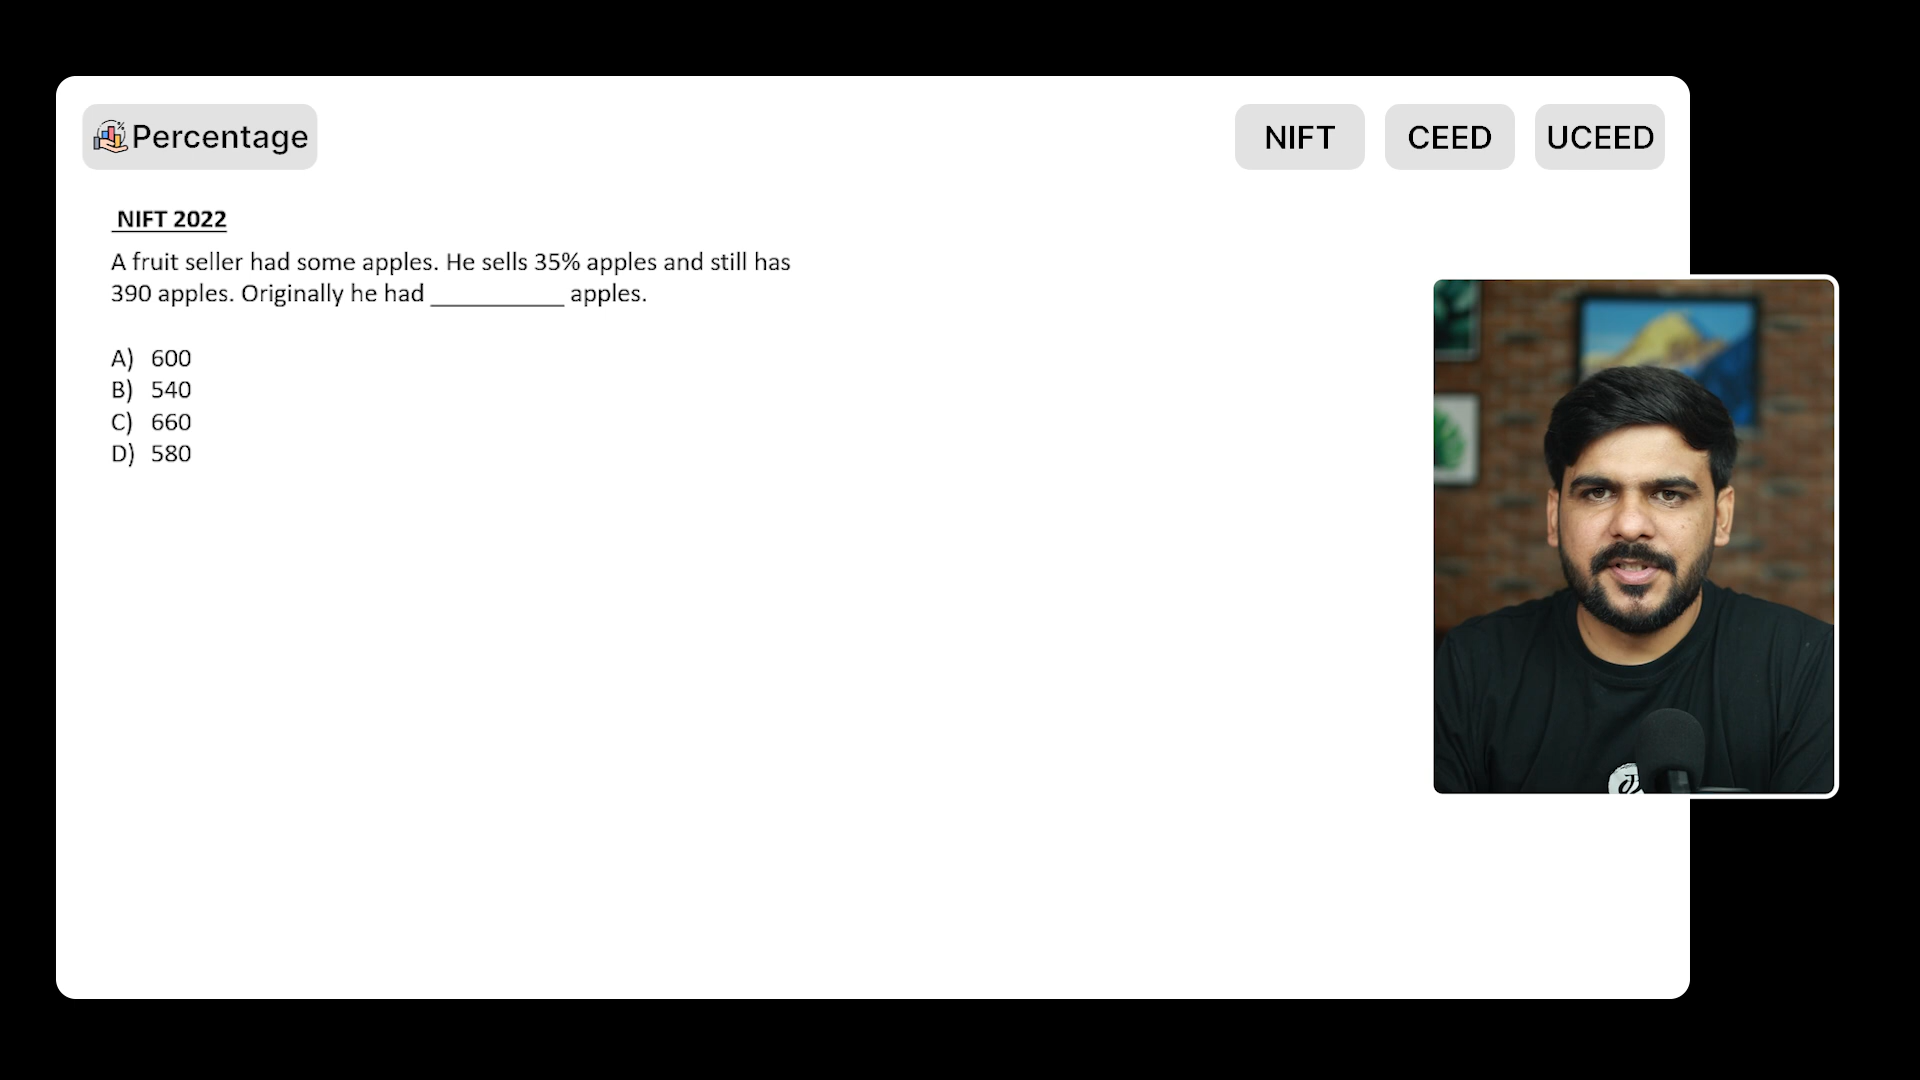 Percentage
NIFT CEED UCEED
NIFT 2022
A fruit seller had some apples. He sells 35% apples and still has
390 apples. Originally he had ___________ apples.
A) 600
B) 540
C) 660
D) 580